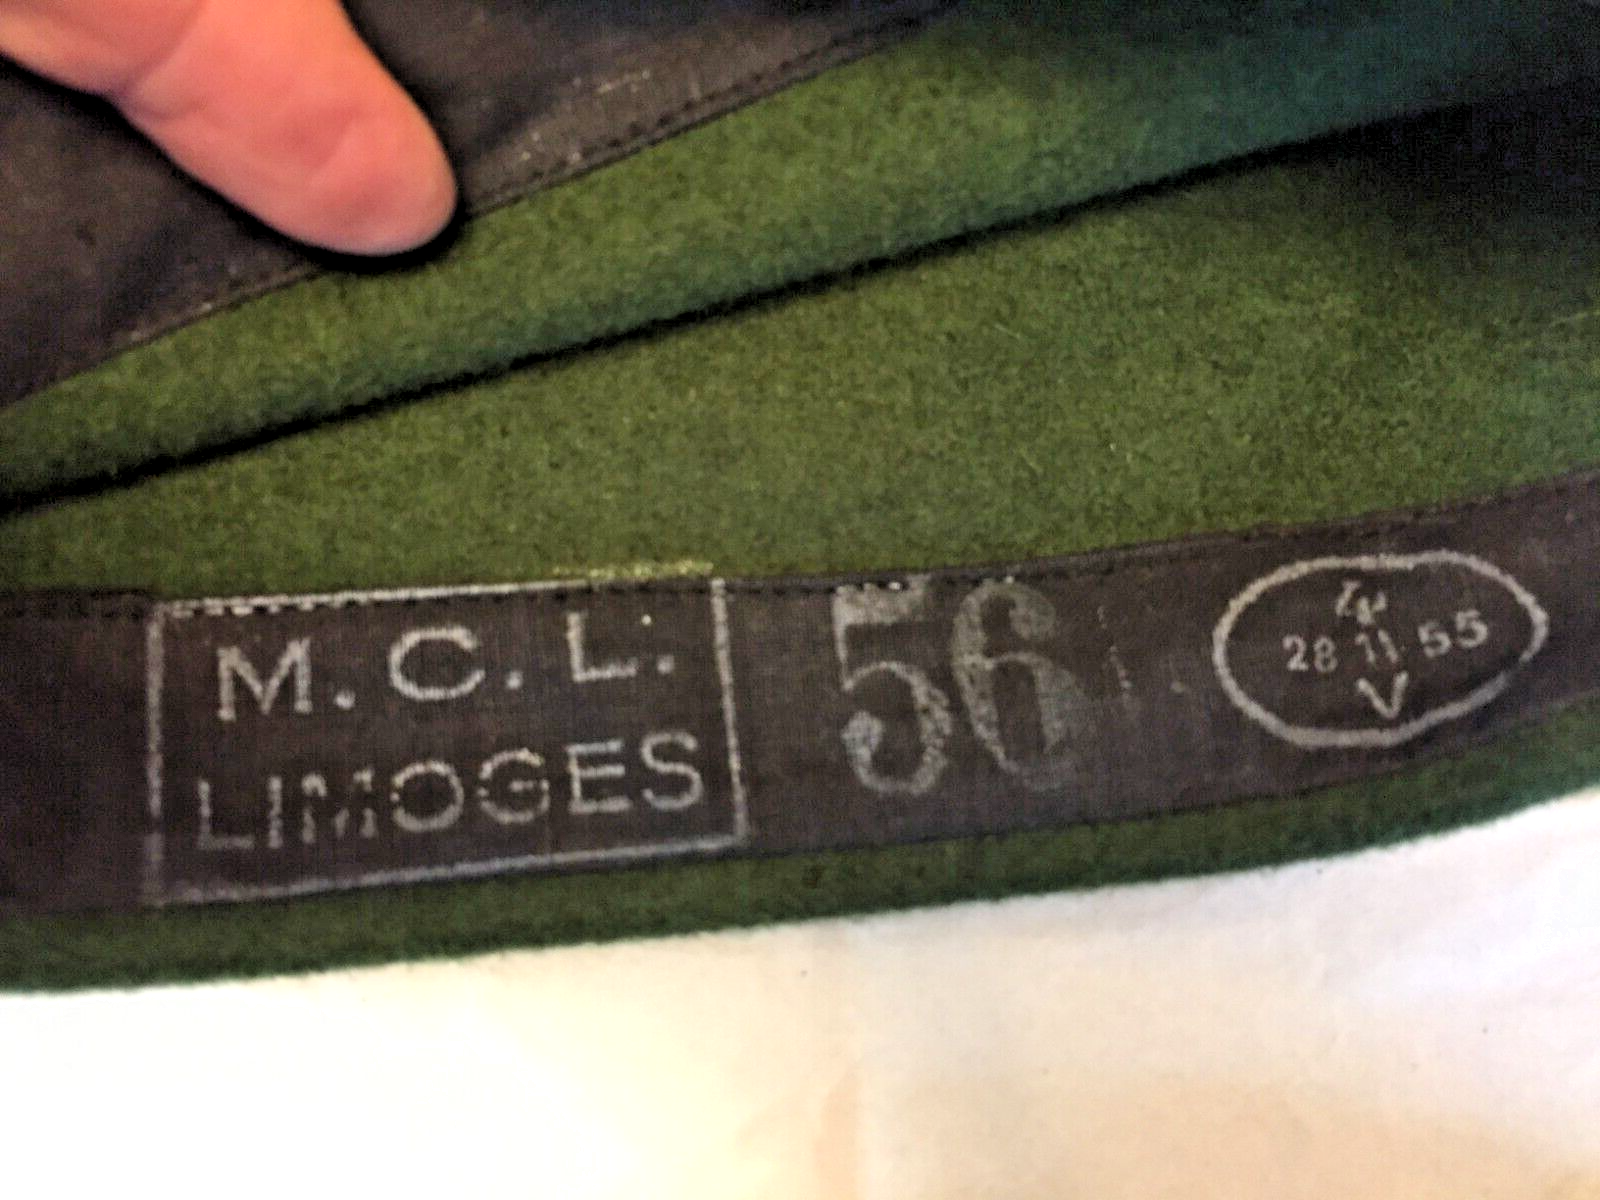 M. C. L.
LIMOGES
56
28 11 55
V